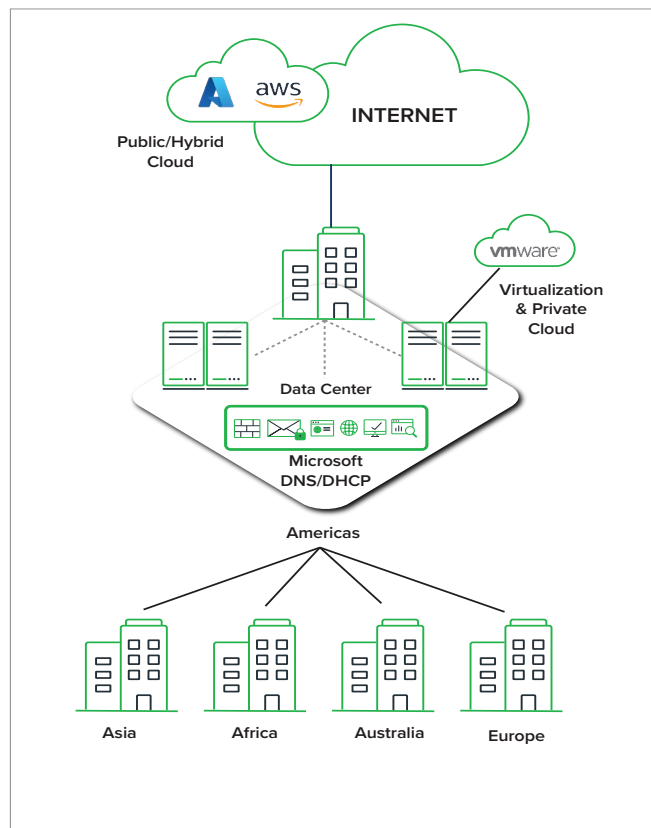 aws
INTERNET
Public/Hybrid
Cloud
vmware
Virtualization
& Private
Cloud
Data Center
Microsoft
DNS/DHCP
Americas
Asia
Africa
Australia
Europe